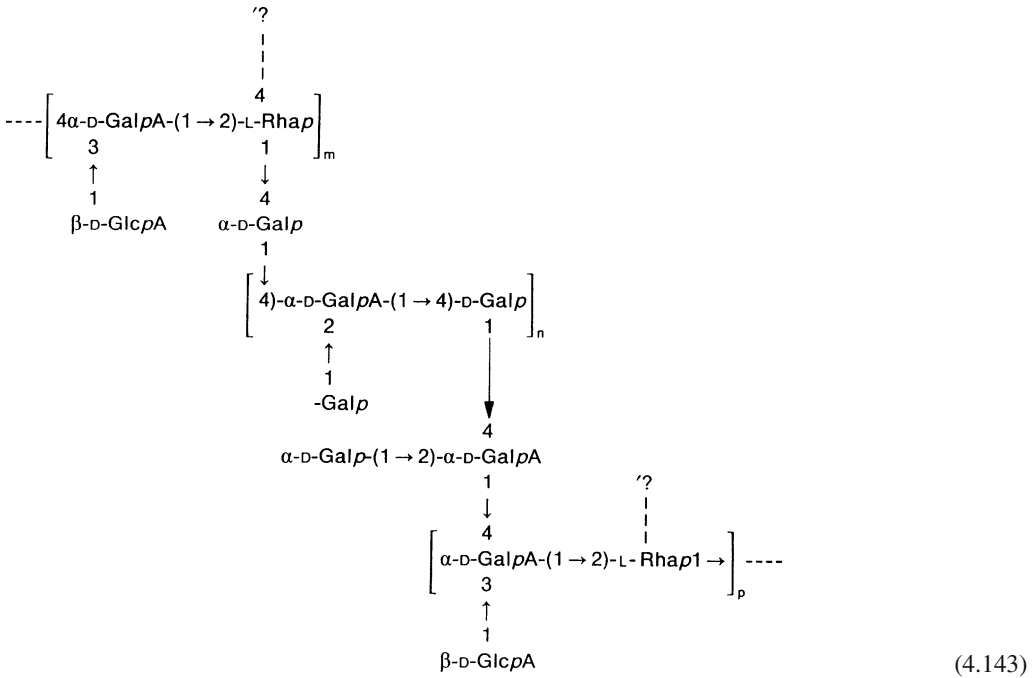 ′?
4
4α-D-GalpA-(1 → 2)-L-Rhap m
3 1
↑ ↓
1 4
β-D-GlcpA α-D-Galp
1
↓
[4)-α-D-GalpA-(1 → 4)-D-Galp]n
2 1
↑
1
-Galp
4
α-D-Galp-(1 → 2)-α-D-GalpA
1 ′?
↓
4
[α-D-GalpA-(1 → 2)-L-Rhap1 →]p
3
↑
1
β-D-GlcpA (4.143)